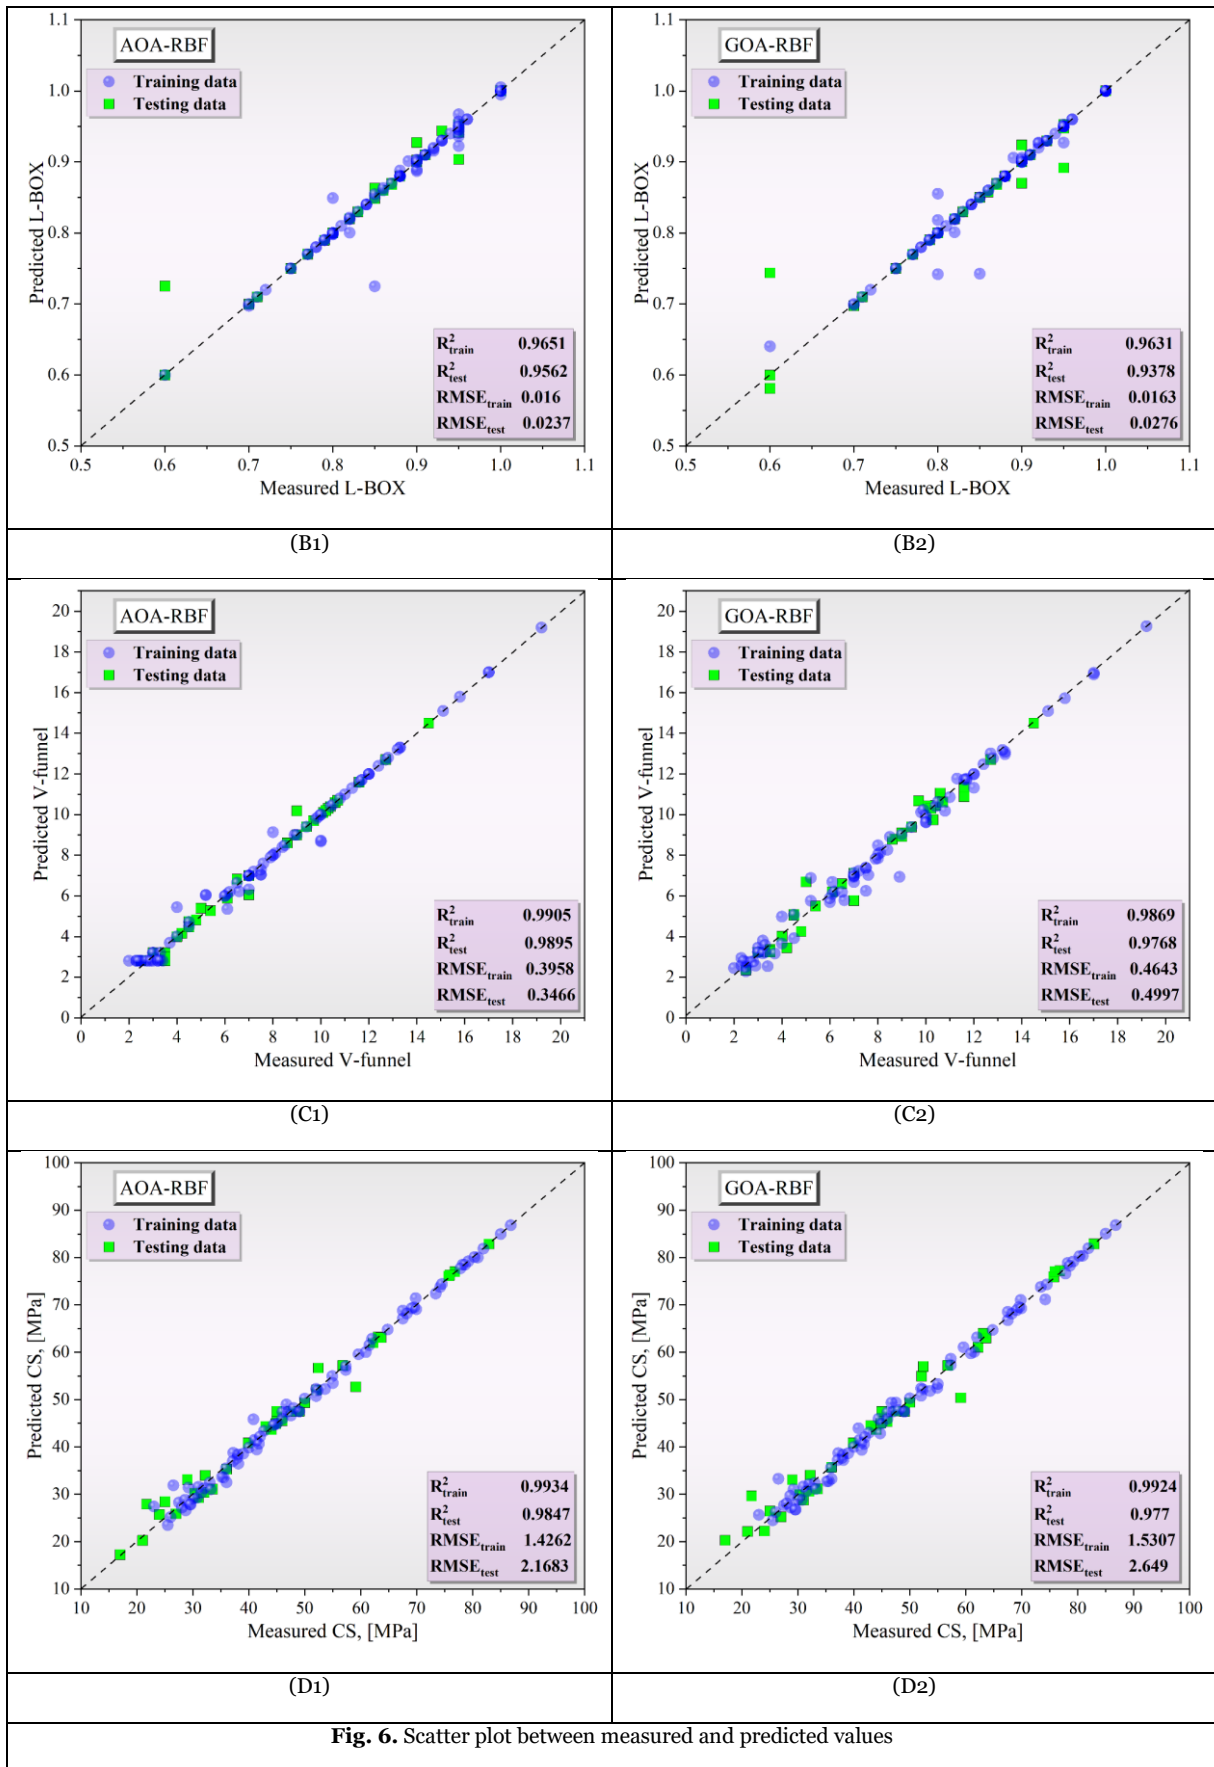 1.1
1.0
0.9
0.8
0.7
0.6
0.5
Predicted L-BOX
AOA-RBF
Training data
Testing data
R²train 0.9651
R²test 0.9562
RMSEtrain 0.016
RMSEtest 0.0237
0.5 0.6 0.7 0.8 0.9 1.0 1.1
Measured L-BOX
1.1
1.0
0.9
0.8
0.7
0.6
0.5
Predicted L-BOX
GOA-RBF
Training data
Testing data
R²train 0.9631
R²test 0.9378
RMSEtrain 0.0163
RMSEtest 0.0276
0.5 0.6 0.7 0.8 0.9 1.0 1.1
Measured L-BOX
(B1)
(B2)
20
18
16
14
12
10
8
6
4
2
0
Predicted V-funnel
AOA-RBF
Training data
Testing data
R²train 0.9905
R²test 0.9895
RMSEtrain 0.3958
RMSEtest 0.3466
0 2 4 6 8 10 12 14 16 18 20
Measured V-funnel
20
18
16
14
12
10
8
6
4
2
0
Predicted V-funnel
GOA-RBF
Training data
Testing data
R²train 0.9869
R²test 0.9768
RMSEtrain 0.4643
RMSEtest 0.4997
0 2 4 6 8 10 12 14 16 18 20
Measured V-funnel
(C1)
(C2)
100
90
80
70
60
50
40
30
20
10
Predicted CS, [MPa]
AOA-RBF
Training data
Testing data
R²train 0.9934
R²test 0.9847
RMSEtrain 1.4262
RMSEtest 2.1683
10 20 30 40 50 60 70 80 90 100
Measured CS, [MPa]
100
90
80
70
60
50
40
30
20
10
Predicted CS, [MPa]
GOA-RBF
Training data
Testing data
R²train 0.9924
R²test 0.977
RMSEtrain 1.5307
RMSEtest 2.649
10 20 30 40 50 60 70 80 90 100
Measured CS, [MPa]
(D1)
(D2)
Fig. 6. Scatter plot between measured and predicted values